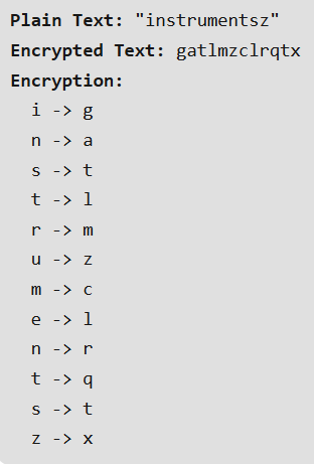 Plain Text: "instrumentsz"
Encrypted Text: gatlmzclrqtx
Encryption:
i -> g
n -> a
s -> t
t -> l
r -> m
u -> z
m -> c
e -> l
n -> r
t -> q
s -> t
z -> x